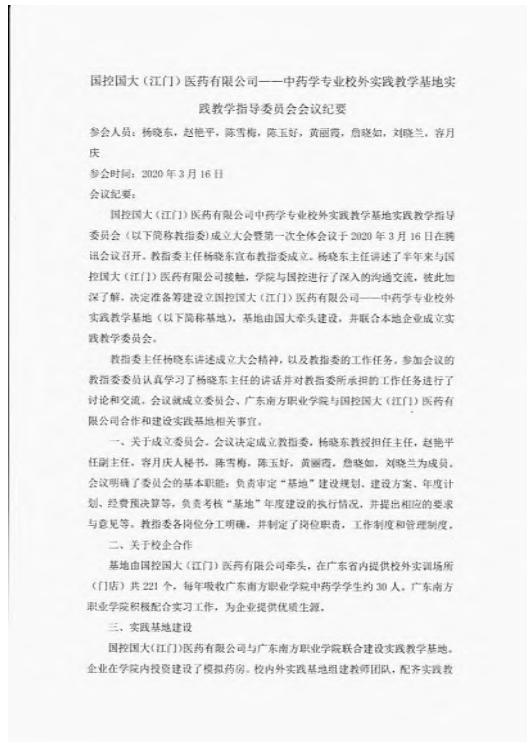 国控国大（江门）医药有限公司——中药学专业校外实践教学基地实
践教学指导委员会会议纪要
参会人员：杨晓东，赵艳平，陈雪梅，陈玉好，黄丽霞，詹晓如，刘晓兰，容月
庆
参会时间：2020 年 3 月 16 日
会议纪要：
国控国大（江门）医药有限公司中药学专业校外实践教学基地实践教学指导
委员会（以下简称教指委）成立大会暨第一次全体会议于 2020 年 3 月 16 日在腾
讯会议召开。教指委主任杨晓东宣布教指委成立。杨晓东主任讲述了半年来与国
控国大（江门）医药有限公司接触，学院与国控进行了深入的沟通交流，彼此加
深了解，决定准备筹建设立国控国大（江门）医药有限公司——中药学专业校外
实践教学基地（以下简称基地），基地由国大牵头建设，并联合本地企业成立实
践教学委员会。
教指委主任杨晓东讲述成立大会精神，以及教指委的工作任务。参加会议的
教指委委员认真学习了杨晓东主任的讲话并对教指委所承担的工作任务进行了
讨论和交流。会议就成立委员会、广东南方职业学院与国控国大（江门）医药有
限公司合作和建设实践基地相关事宜。
一、关于成立委员会。会议决定成立教指委，杨晓东教授担任主任，赵艳平
任副主任，容月庆人秘书，陈雪梅，陈玉好，黄丽霞，詹晓如，刘晓兰为成员。
会议明确了委员会的基本职能：负责审定“基地”建设规划、建设方案、年度计
划、经费预决算等，负责考核“基地”年度建设的执行情况，并提出相应的要求
与意见等。教指委各岗位分工明确，并制定了岗位职责，工作制度和管理制度。
二、关于校企合作
基地由国控国大（江门）医药有限公司牵头，在广东省内提供校外实训场所
（门店）共 221 个，每年吸收广东南方职业学院中药学学生约 30 人。广东南方
职业学院积极配合实习工作，为企业提供优质生源。
三、实践基地建设
国控国大（江门）医药有限公司与广东南方职业学院联合建设实践教学基地。
企业在学院内投资建设了模拟药房。校内外实践基地组建教师团队，配齐实践教